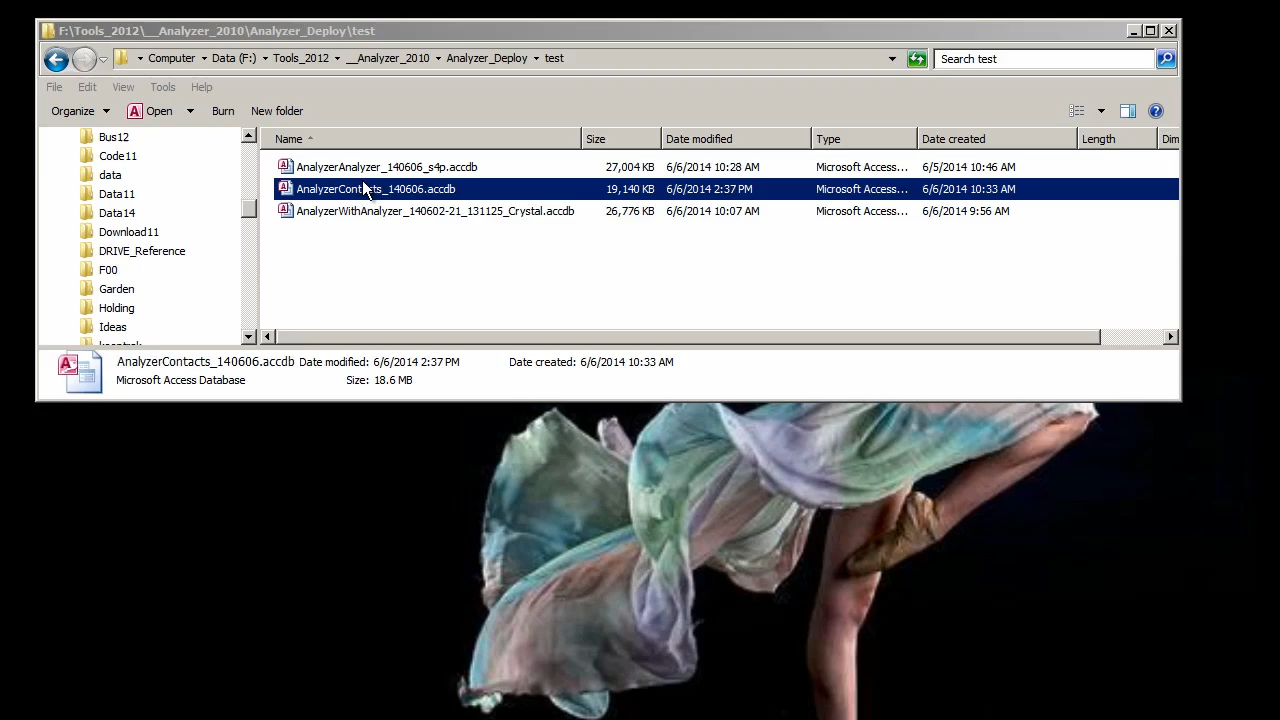 F:\Tools_2012\__Analyzer_2010\Analyzer_Deploy\test
Computer Data (F:) Tools_2012 __Analyzer_2010 Analyzer_Deploy test Search test
File Edit View Tools Help
Organize Open Burn New folder
Name Size Date modified Type Date created Length Dim
AnalyzerAnalyzer_140606_s4p.accdb 27,004 KB 6/6/2014 10:28 AM Microsoft Access... 6/5/2014 10:46 AM
AnalyzerContacts_140606.accdb 19,140 KB 6/6/2014 2:37 PM Microsoft Access... 6/6/2014 10:33 AM
AnalyzerWithAnalyzer_140602-21_131125_Crystal.accdb 26,776 KB 6/6/2014 10:07 AM Microsoft Access... 6/6/2014 9:56 AM
Bus12
Code11
data
Data11
Data14
Download11
DRIVE_Reference
F00
Garden
Holding
Ideas
AnalyzerContacts_140606.accdb Date modified: 6/6/2014 2:37 PM Date created: 6/6/2014 10:33 AM
Microsoft Access Database Size: 18.6 MB